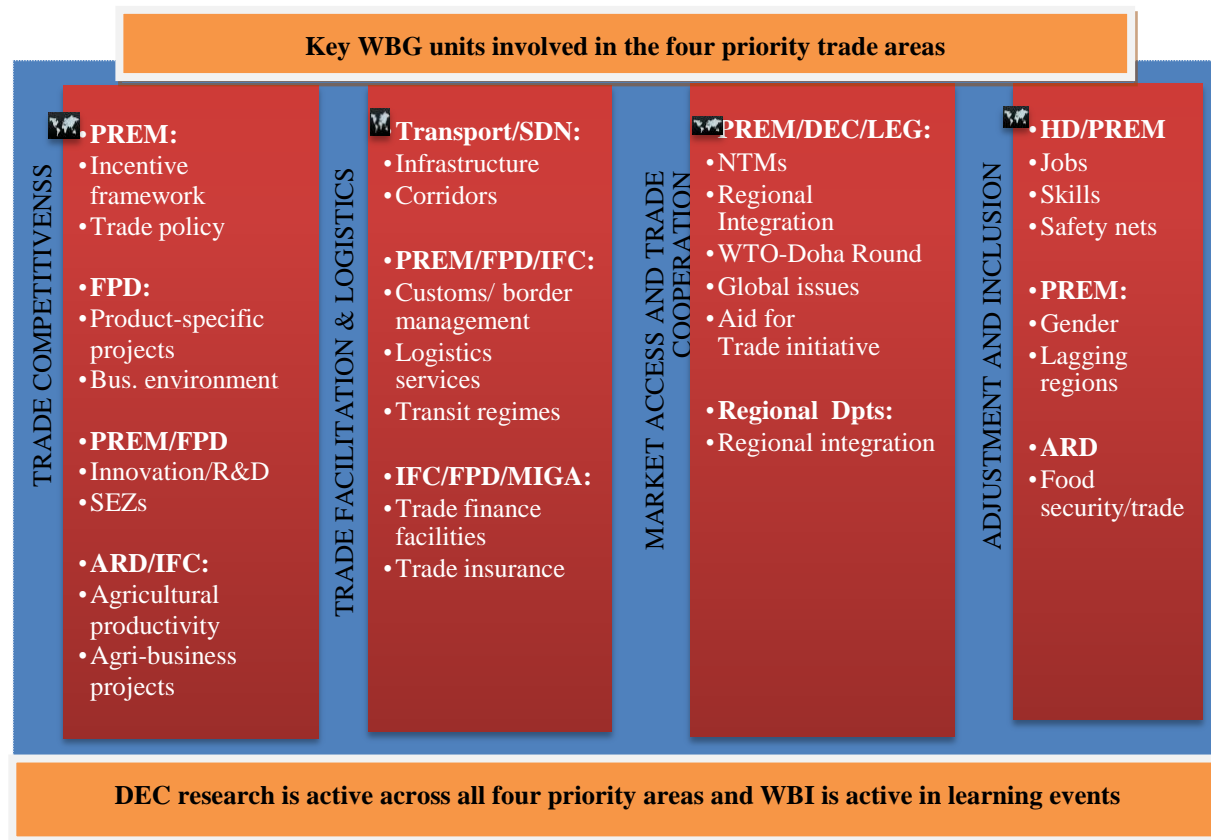 Key WBG units involved in the four priority trade areas
TRADE COMPETITIVENSS
•PREM:
•Incentive
framework
•Trade policy
•FPD:
•Product-specific
projects
•Bus. environment
•PREM/FPD
•Innovation/R&D
•SEZs
•ARD/IFC:
•Agricultural
productivity
•Agri-business
projects
TRADE FACILITATION & LOGISTICS
•Transport/SDN:
•Infrastructure
•Corridors
•PREM/FPD/IFC:
•Customs/ border
management
•Logistics
services
•Transit regimes
•IFC/FPD/MIGA:
•Trade finance
facilities
•Trade insurance
MARKET ACCESS AND TRADE
COOPERATION
•PREM/DEC/LEG:
•NTMs
•Regional
Integration
•WTO-Doha Round
•Global issues
•Aid for
Trade initiative
•Regional Dpts:
•Regional integration
ADJUSTMENT AND INCLUSION
•HD/PREM
•Jobs
•Skills
•Safety nets
•PREM:
•Gender
•Lagging
regions
•ARD
•Food
security/trade
DEC research is active across all four priority areas and WBI is active in learning events